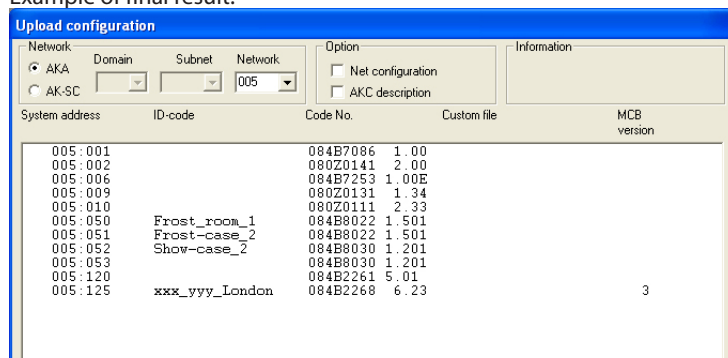 Example of final result:
Upload configuration
Network
Option
Information
AKA
Domain
Subnet
Network
AK-SC
005
Net configuration
AKC description
System address ID-code Code No. Custom file MCB version
005:001 084B7086 1.00
005:002 080Z0141 2.00
005:006 084B7253 1.00E
005:009 080Z0131 1.34
005:010 080Z0111 2.33
005:050 Frost_room_1 084B8022 1.501
005:051 Frost-case_2 084B8022 1.501
005:052 Show-case_2 084B8030 1.201
005:053 084B8030 1.201
005:120 084B2261 5.01
005:125 xxx_yyy_London 084B2268 6.23 3